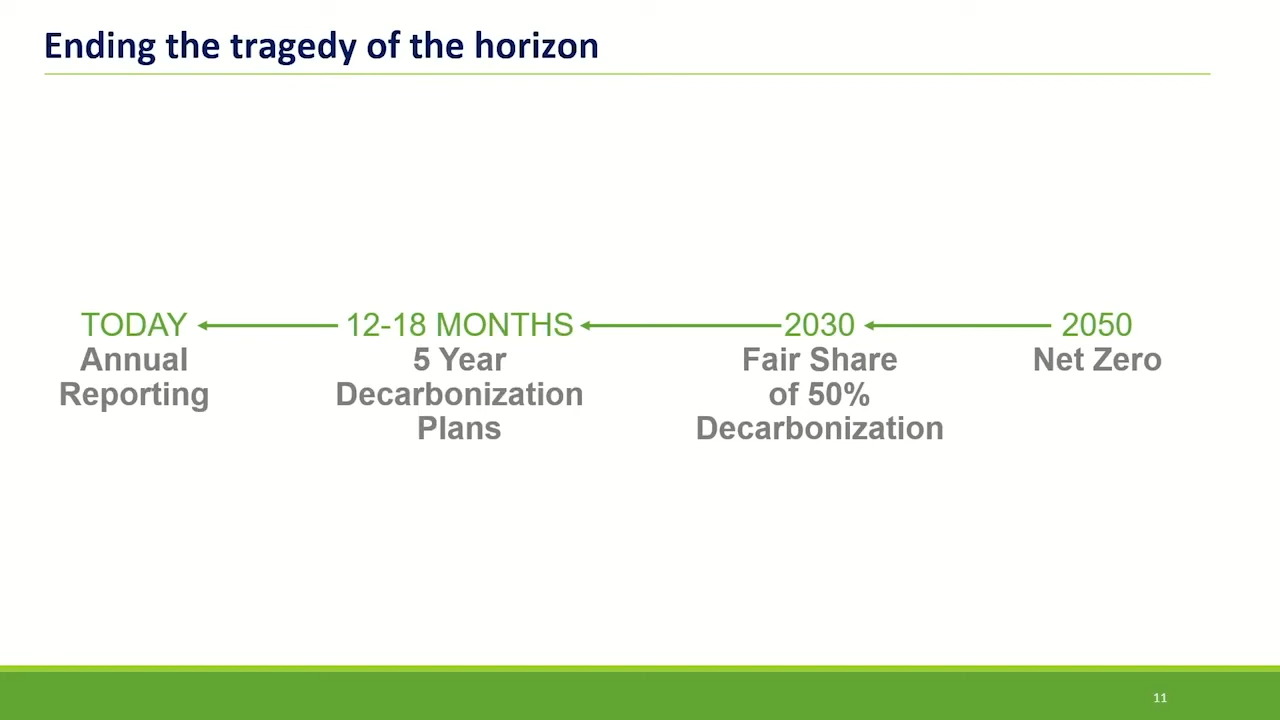 Ending the tragedy of the horizon
TODAY
Annual
Reporting
12-18 MONTHS
5 Year
Decarbonization
Plans
2030
Fair Share
of 50%
Decarbonization
2050
Net Zero
11